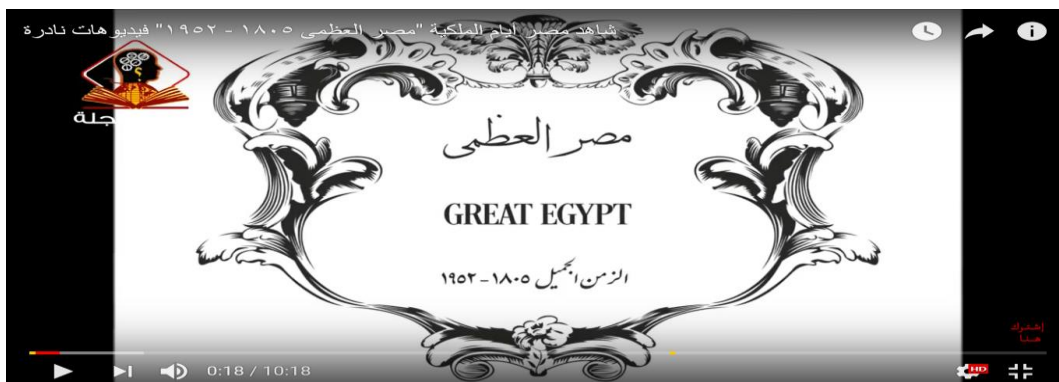 شاهد مصر أيام الملكية "مصر العظمى ١٨٠٥ - ١٩٥٢" فيديوهات نادرة
جلة
مصر العظمى
GREAT EGYPT
الزمن الجميل ١٨٠٥-١٩٥٢
إشترك
هنا
0:18 / 10:18
HD